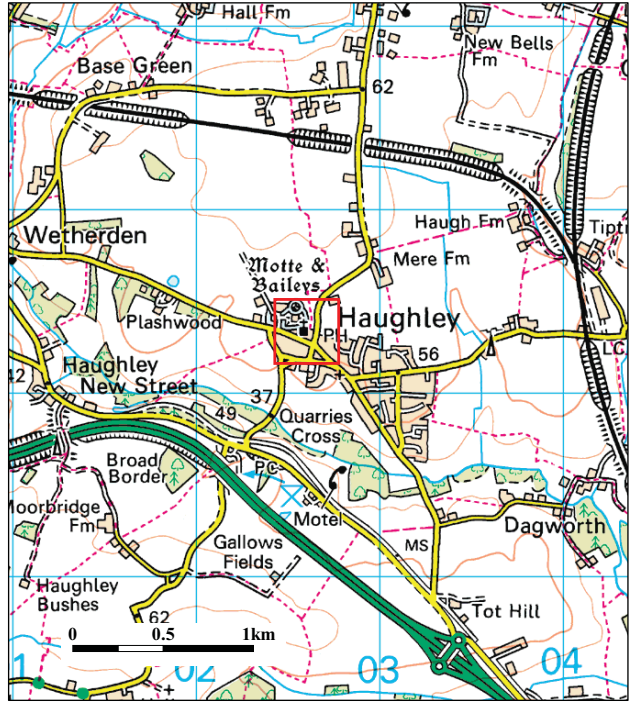 Hall Fm
New Bells
Fm
Base Green
62
Haugh Fm
Wetherden
Mere Fm
Motte &
Baileys
Plashwood
PH
Haughley
LC
Haughley
New Street
56
42
37
49
Quarries
Cross
Broad
Border
PC
Moorbridge
Fm
Motel
Dagworth
MS
Gallows
Fields
Haughley
Bushes
Tot Hill
62
0
0.5
1km
1
02
03
04